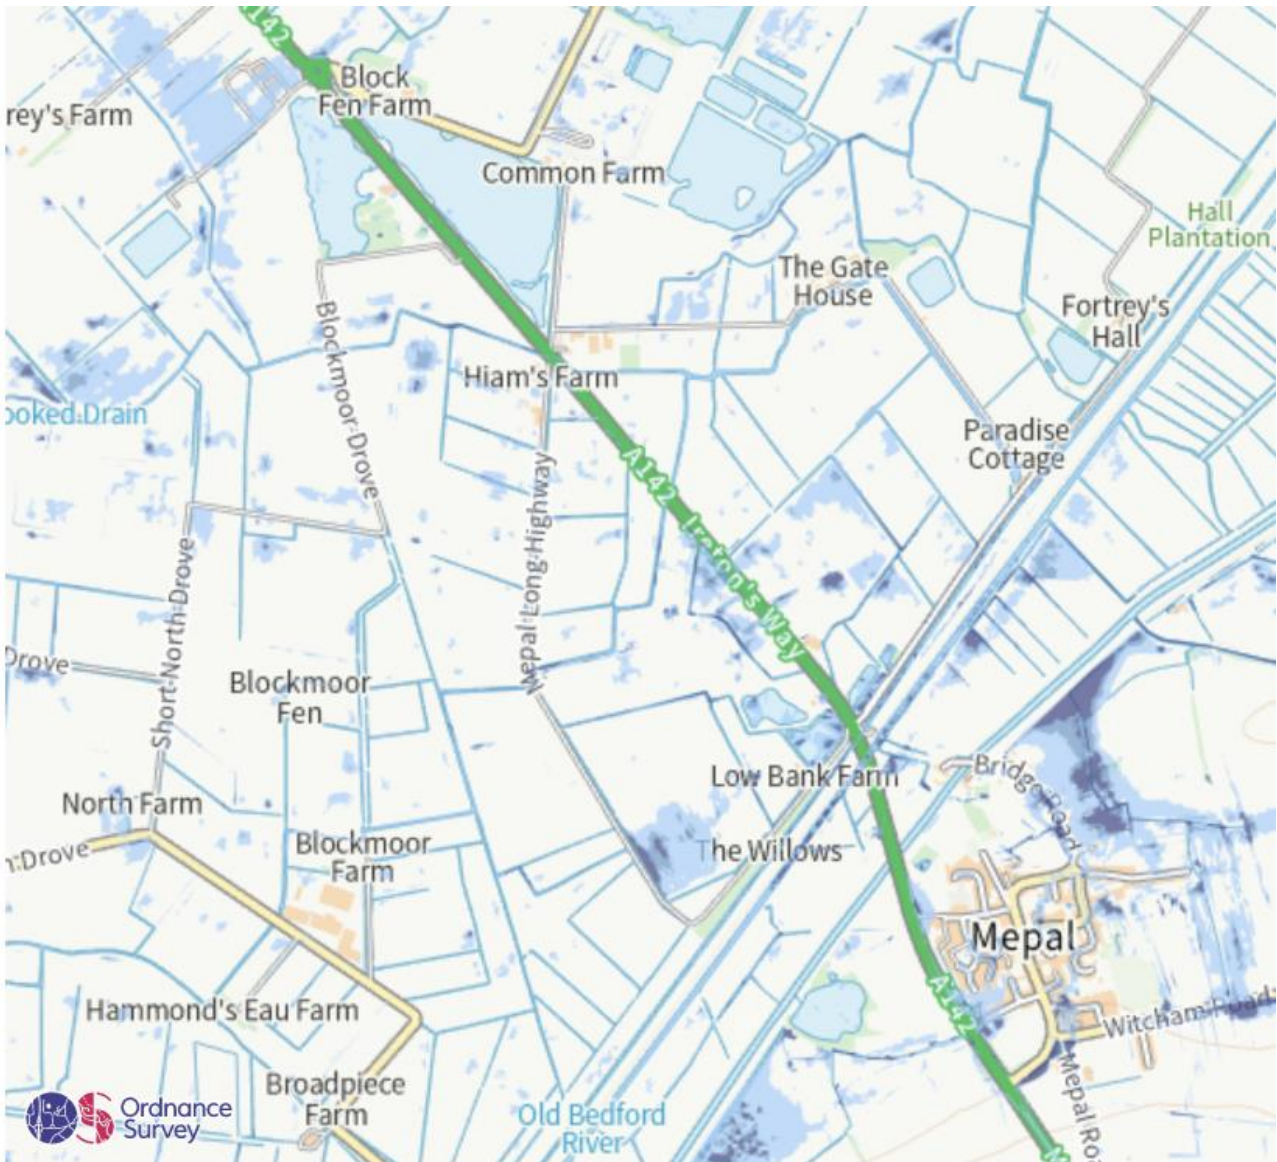 A142
Block
Fen Farm
rey's Farm
Common Farm
Hall
Plantation
The Gate
House
Fortrey's
Hall
Blockmoor Drove
Hiam's Farm
ooked Drain
Paradise
Cottage
A142 Ireton's Way
Mepal Long Highway
Short North Drove
Drove
Blockmoor
Fen
Low Bank Farm
Bridge Road
North Farm
Drove
Blockmoor
Farm
The Willows
Mepal
Hammond's Eau Farm
A142
Witcham Road
Mepal Ro
Broadpiece
Farm
Old Bedford
River
Ordnance
Survey